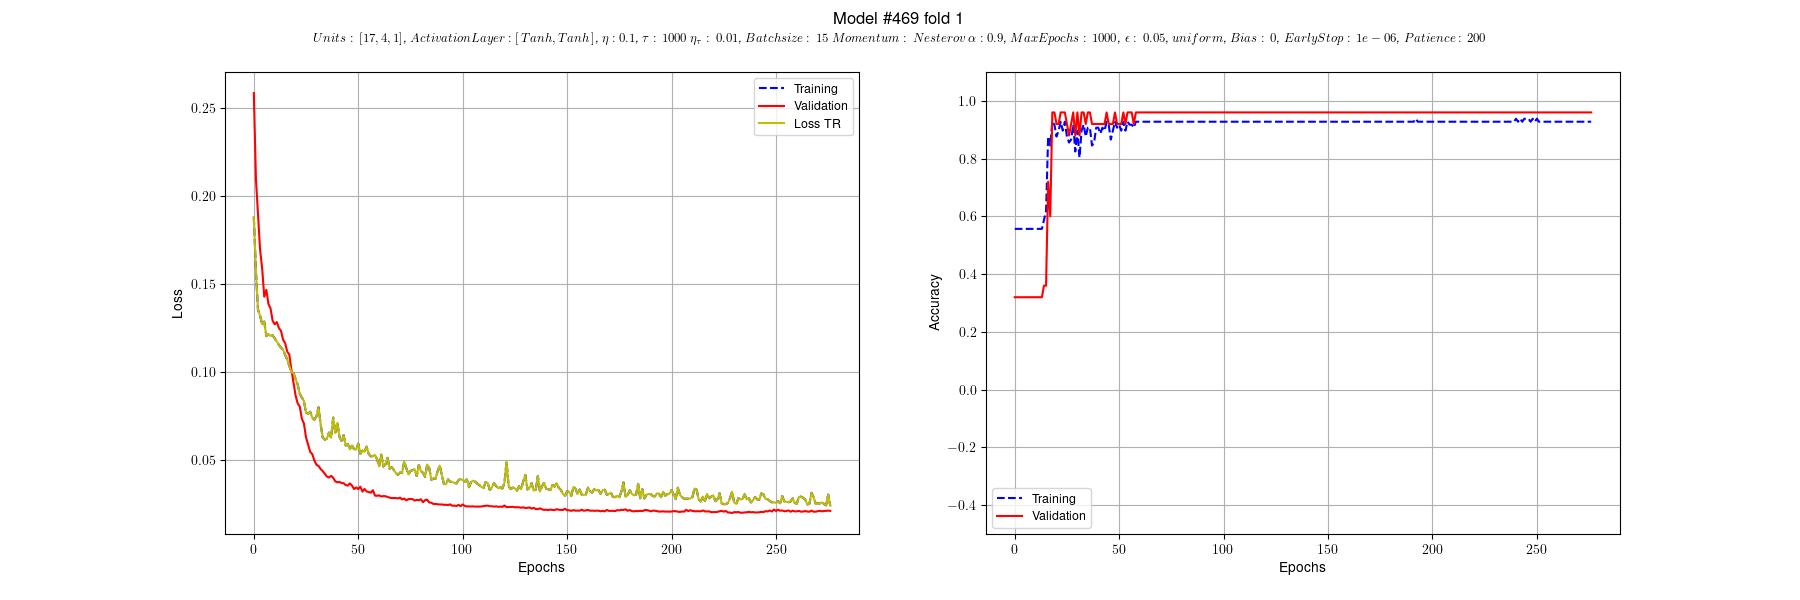 Model #469 fold 1
Units : [17, 4, 1], ActivationLayer : [Tanh, Tanh], η : 0.1, τ : 1000 ητ : 0.01, Batchsize : 15 Momentum : Nesterov α : 0.9, MaxEpochs : 1000, ϵ : 0.05, uniform, Bias : 0, EarlyStop : 1e − 06, Patience : 200
Loss
0.25
0.20
0.15
0.10
0.05
Training
Validation
Loss TR
0 50 100 150 200 250
Epochs
Accuracy
1.0
0.8
0.6
0.4
0.2
0.0
−0.2
−0.4
Training
Validation
0 50 100 150 200 250
Epochs